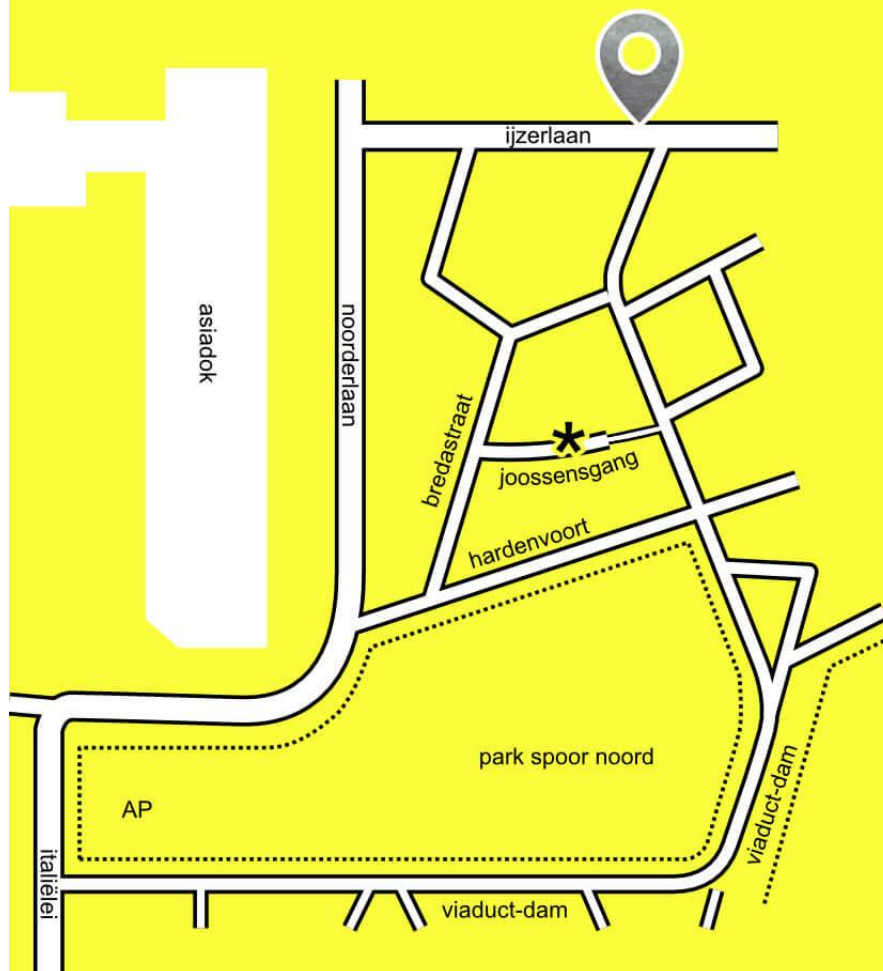 ijzerlaan
asiadok
noorderlaan
bredastraat
*
joossensgang
hardenvoort
park spoor noord
AP
viaduct-dam
italiëlei
viaduct-dam